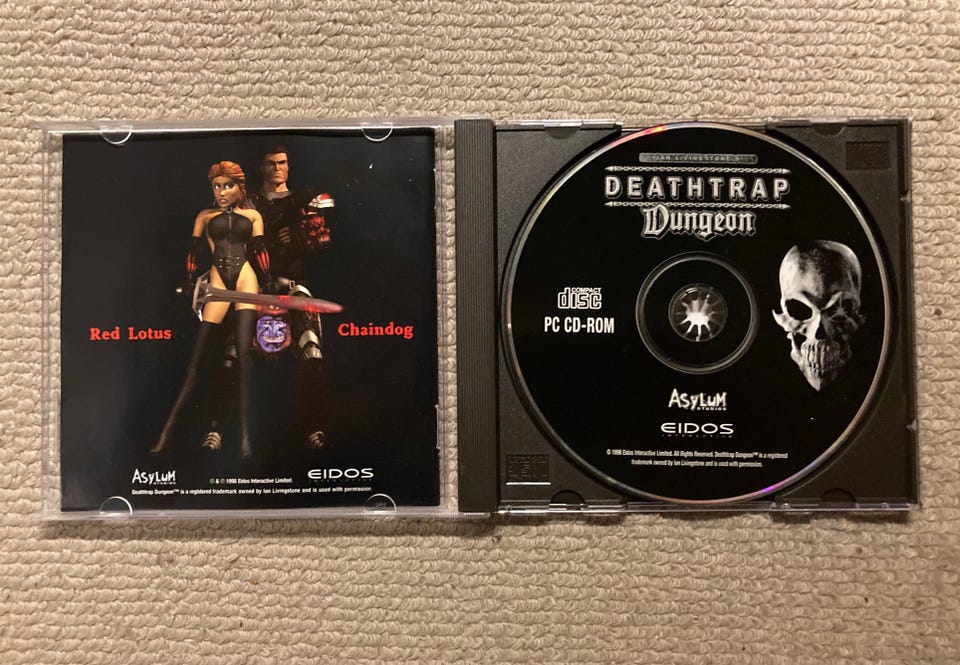 Red Lotus
Chaindog
ASYLUM
STUDIOS
© & ℗ 1998 Eidos Interactive Limited.
EIDOS
Deathtrap Dungeon™ is a registered trademark owned by Ian Livingstone and is used with permission.
IAN LIVINGSTONE'S
DEATHTRAP
Dungeon
COMPACT
disc
PC CD-ROM
ASYLUM
STUDIOS
EIDOS
INTERACTIVE
© 1998 Eidos Interactive Limited. All Rights Reserved. Deathtrap Dungeon™ is a registered
trademark owned by Ian Livingstone and is used with permission.